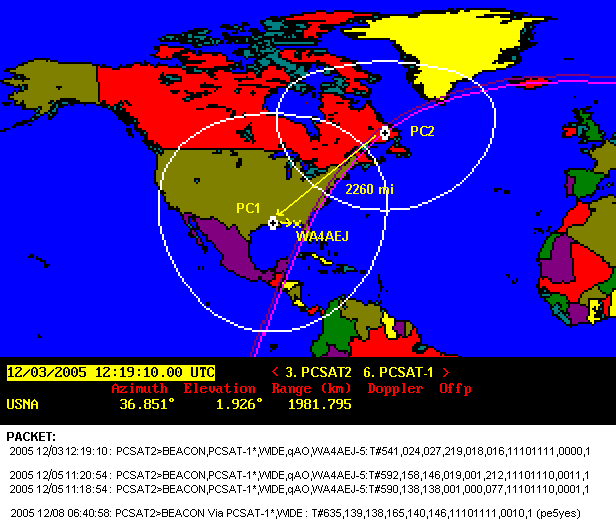 PC2
2260 mi
PC1
WA4AEJ
12/03/2005 12:19:10.00 UTC < 3. PCSAT2 6. PCSAT-1 >
Azimuth Elevation Range (km) Doppler Offp
USNA 36.851° 1.926° 1981.795
PACKET:
2005 12/03 12:19:10 : PCSAT2>BEACON,PCSAT-1*,WIDE,qAO,WA4AEJ-5:T#541,024,027,219,018,016,11101111,0000,1
2005 12/05 11:20:54 : PCSAT2>BEACON,PCSAT-1*,WIDE,qAO,WA4AEJ-5:T#592,158,146,019,001,212,11101110,0011,1
2005 12/05 11:18:54 : PCSAT2>BEACON,PCSAT-1*,WIDE,qAO,WA4AEJ-5:T#590,138,138,001,000,077,11101110,0001,1
2005 12/08 06:40:58 : PCSAT2>BEACON Via PCSAT-1*,WIDE : T#635,139,138,165,140,146,11101111,0010,1 (pe5yes)